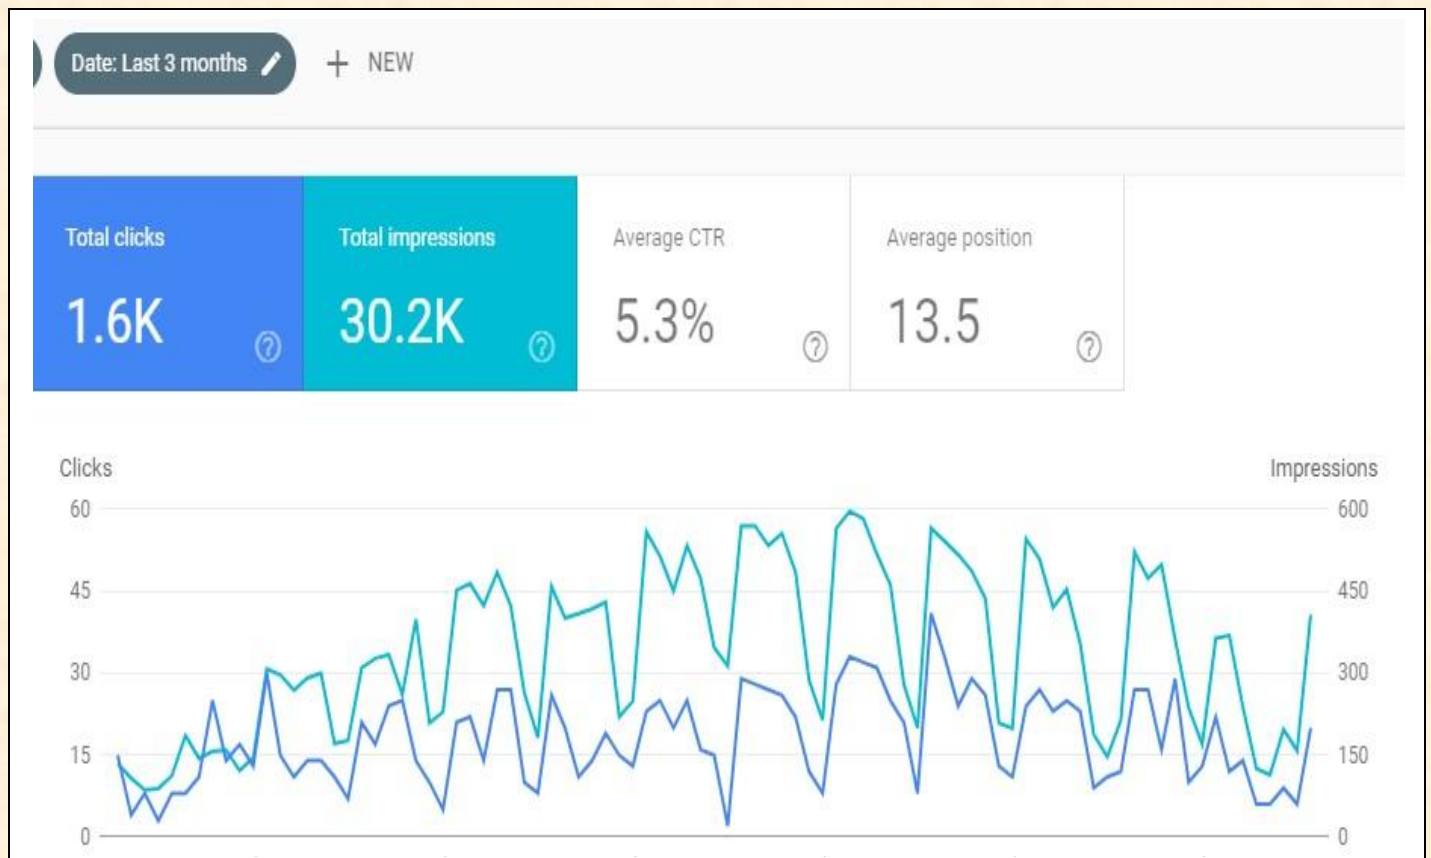 Date: Last 3 months
+ NEW
Total clicks
1.6K
Total impressions
30.2K
Average CTR
5.3%
Average position
13.5
Clicks
Impressions
60
600
45
450
30
300
15
150
0
0